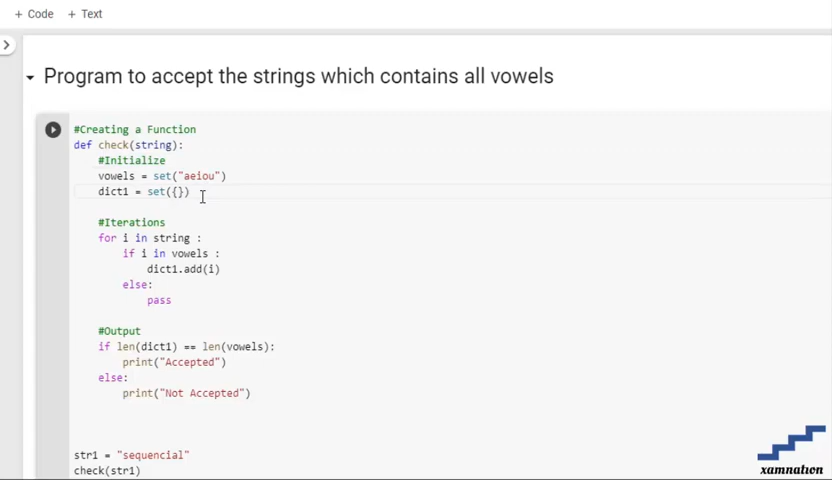 + Code + Text
Program to accept the strings which contains all vowels
#Creating a Function
def check(string):
#Initialize
vowels = set("aeiou")
dict1 = set({})
#Iterations
for i in string :
if i in vowels :
dict1.add(i)
else:
pass
#Output
if len(dict1) == len(vowels):
print("Accepted")
else:
print("Not Accepted")
str1 = "sequencial"
check(str1)
xamnation